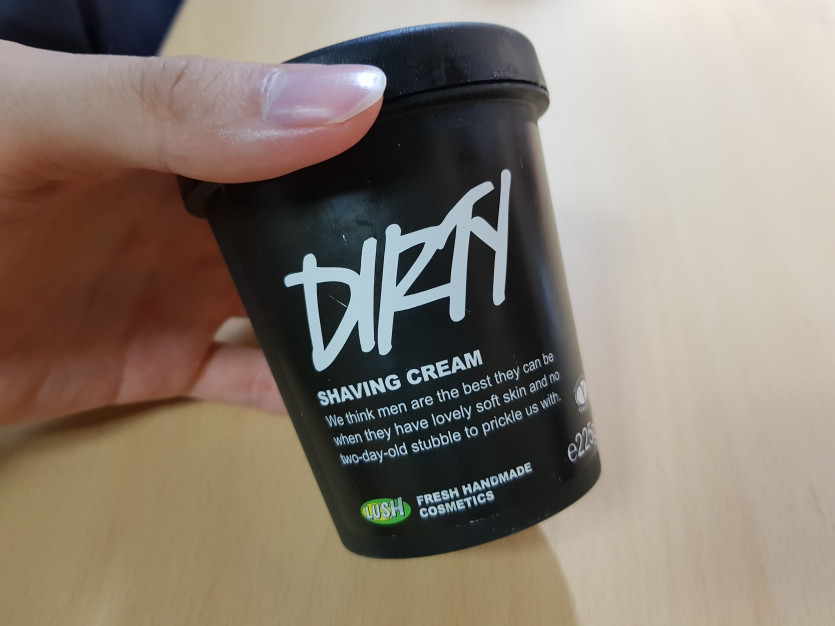 DIRTY
SHAVING CREAM
We think men are the best they can be
when they have lovely soft skin and no
two-day-old stubble to prickle us with.
e225g
LUSH
FRESH HANDMADE
COSMETICS